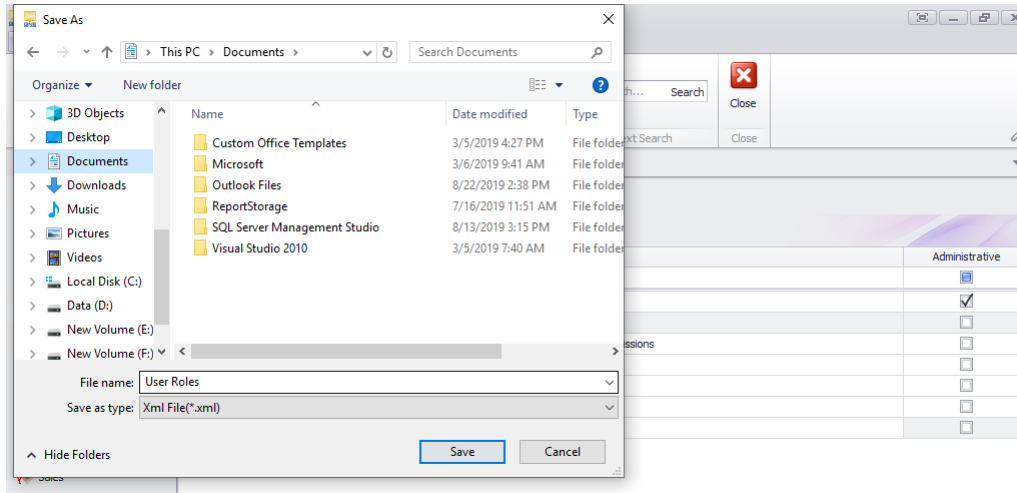 Save As
This PC > Documents >
Search Documents
Organize
New folder
Name
Date modified
Type
3D Objects
Desktop
Documents
Downloads
Music
Pictures
Videos
Local Disk (C:)
Data (D:)
New Volume (E:)
New Volume (F:)
Custom Office Templates 3/5/2019 4:27 PM File folder
Microsoft 3/6/2019 9:41 AM File folder
Outlook Files 8/22/2019 2:38 PM File folder
ReportStorage 7/16/2019 11:51 AM File folder
SQL Server Management Studio 8/13/2019 3:15 PM File folder
Visual Studio 2010 3/5/2019 7:40 AM File folder
File name: User Roles
Save as type: Xml File(*.xml)
Hide Folders
Save
Cancel
Search
Close
ext Search
Close
Administrative
ssions
Sales